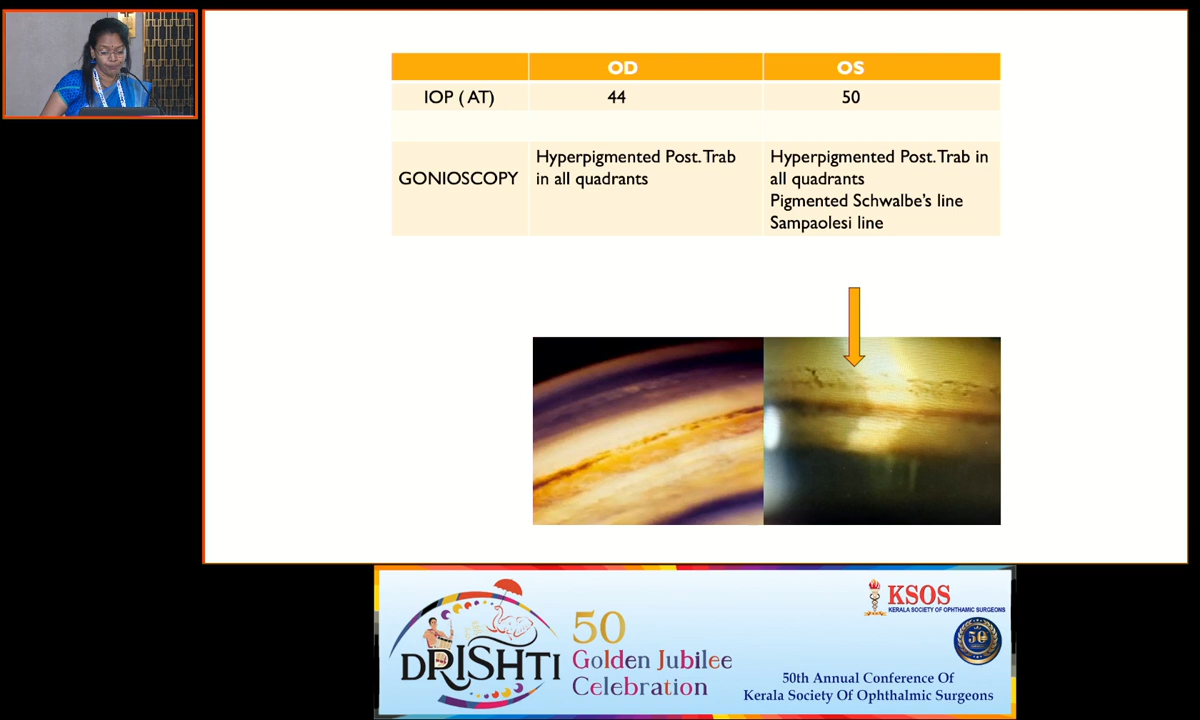 OD
OS
IOP ( AT)
44
50
GONIOSCOPY
Hyperpigmented Post.Trab
in all quadrants
Hyperpigmented Post.Trab in
all quadrants
Pigmented Schwalbe's line
Sampaolesi line
DRISHTI
50
Golden Jubilee
Celebration
KSOS
KERALA SOCIETY OF OPHTHAMIC SURGEONS
50
50th Annual Conference Of
Kerala Society Of Ophthalmic Surgeons